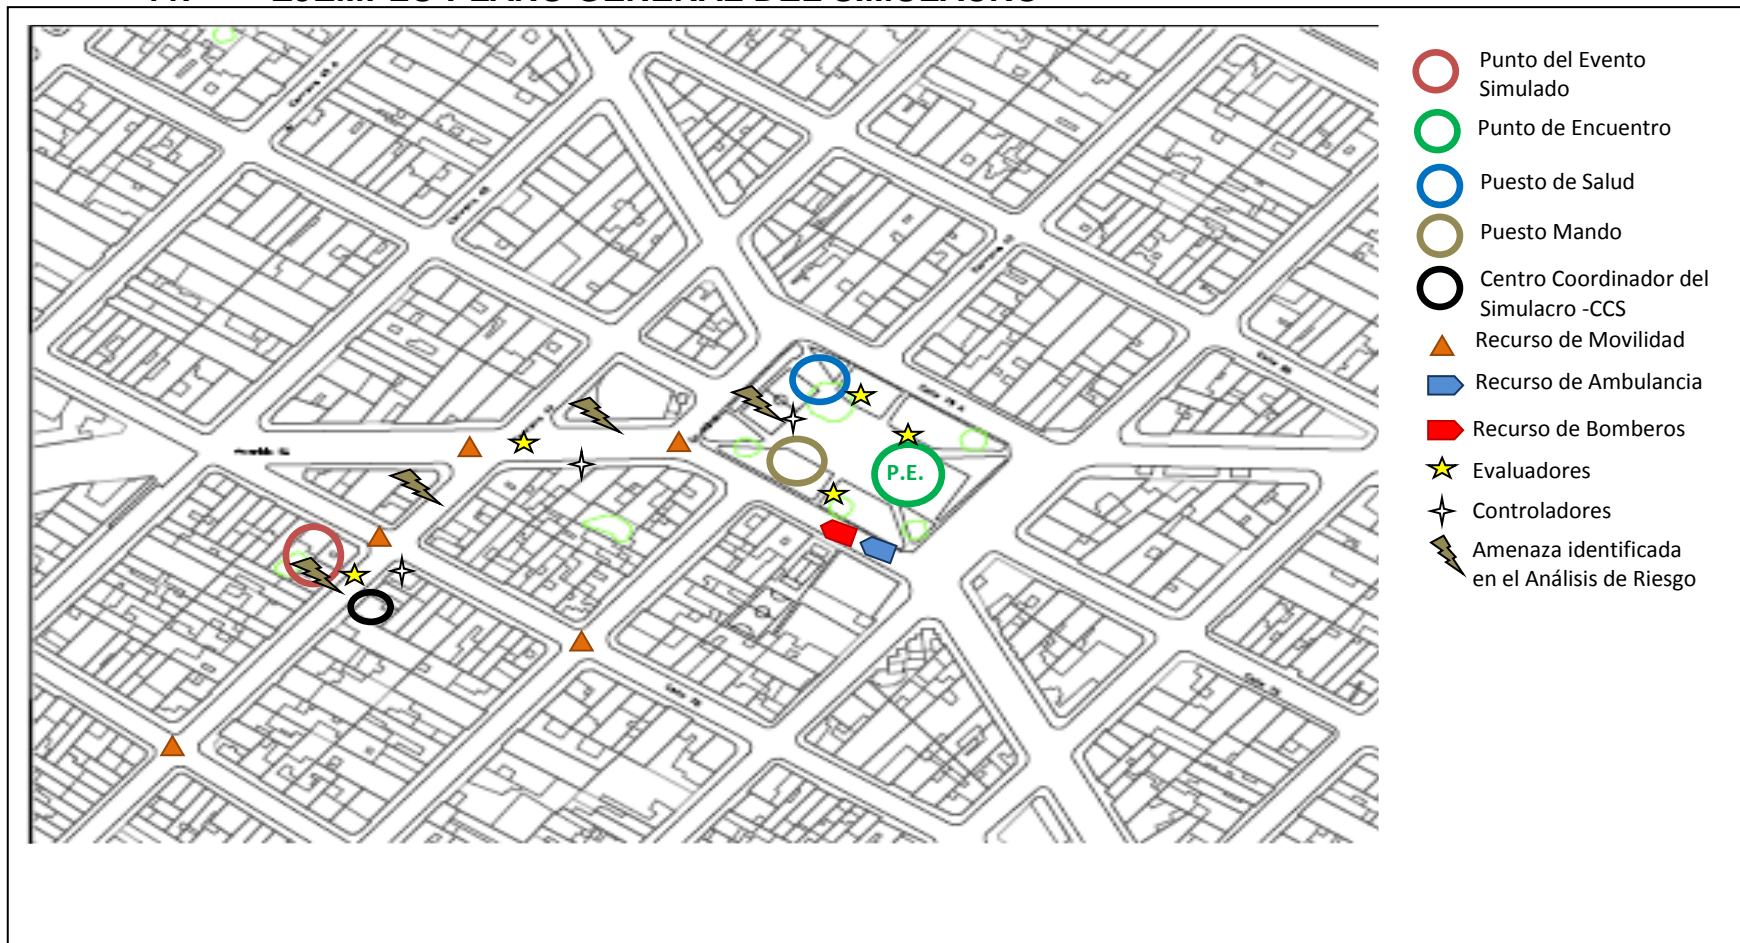 Punto del Evento
Simulado
Punto de Encuentro
Puesto de Salud
Puesto Mando
Centro Coordinador del
Simulacro -CCS
Recurso de Movilidad
Recurso de Ambulancia
Recurso de Bomberos
Evaluadores
Controladores
Amenaza identificada
en el Análisis de Riesgo
P.E.